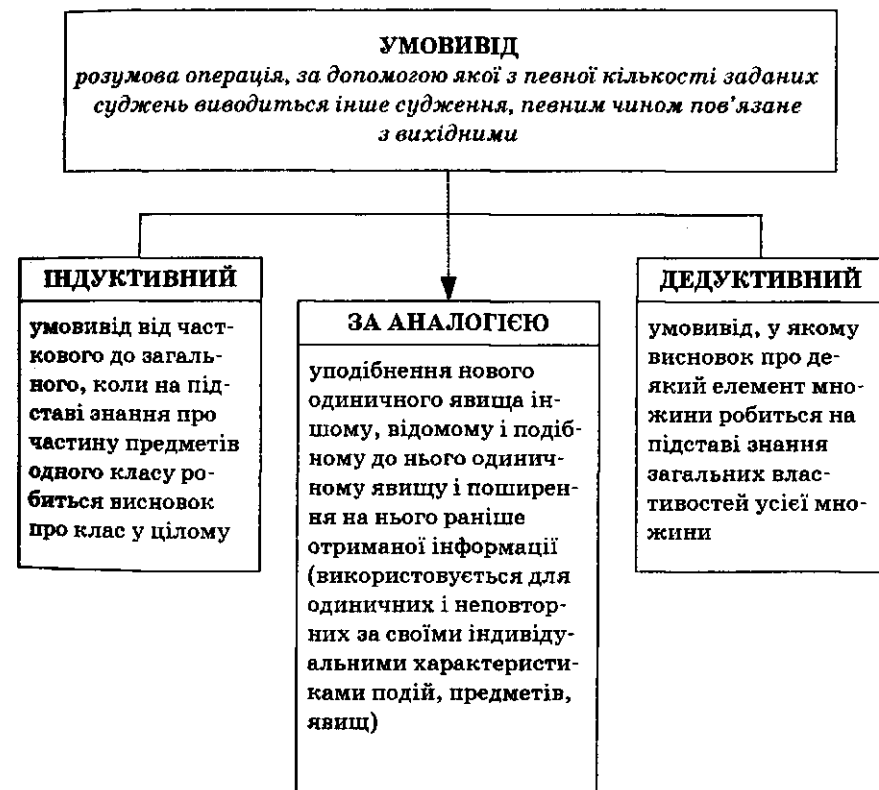 УМОВИВІД
розумова операція, за допомогою якої з певної кількості заданих
суджень виводиться інше судження, певним чином пов'язане
з вихідними
ІНДУКТИВНИЙ
умовивід від част-
кового до загаль-
ного, коли на під-
ставі знання про
частину предметів
одного класу ро-
биться висновок
про клас у цілому
ЗА АНАЛОГІЄЮ
уподібнення нового
одиничного явища ін-
шому, відомому і подіб-
ному до нього одинич-
ному явищу і поширен-
ня на нього раніше
отриманої інформації
(використовується для
одиничних і неповтор-
них за своїми індивіду-
альними характеристи-
ками подій, предметів,
явищ)
ДЕДУКТИВНИЙ
умовивід, у якому
висновок про де-
який елемент мно-
жини робиться на
підставі знання
загальних влас-
тивостей усієї мно-
жини